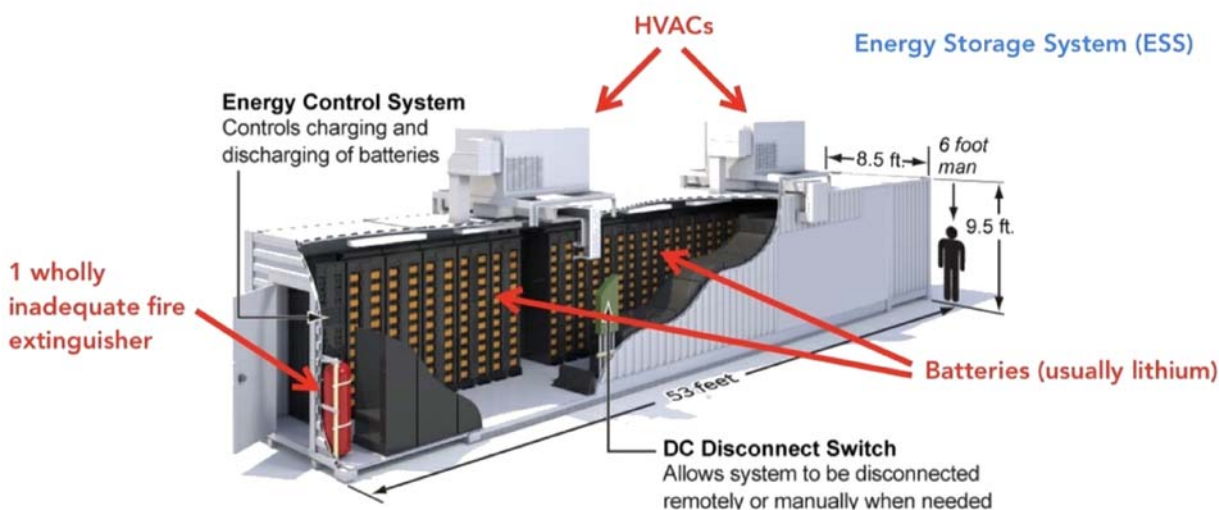 HVACs
Energy Storage System (ESS)
Energy Control System
Controls charging and
discharging of batteries
8.5 ft.
6 foot
man
9.5 ft.
1 wholly
inadequate fire
extinguisher
Batteries (usually lithium)
53 feet
DC Disconnect Switch
Allows system to be disconnected
remotely or manually when needed